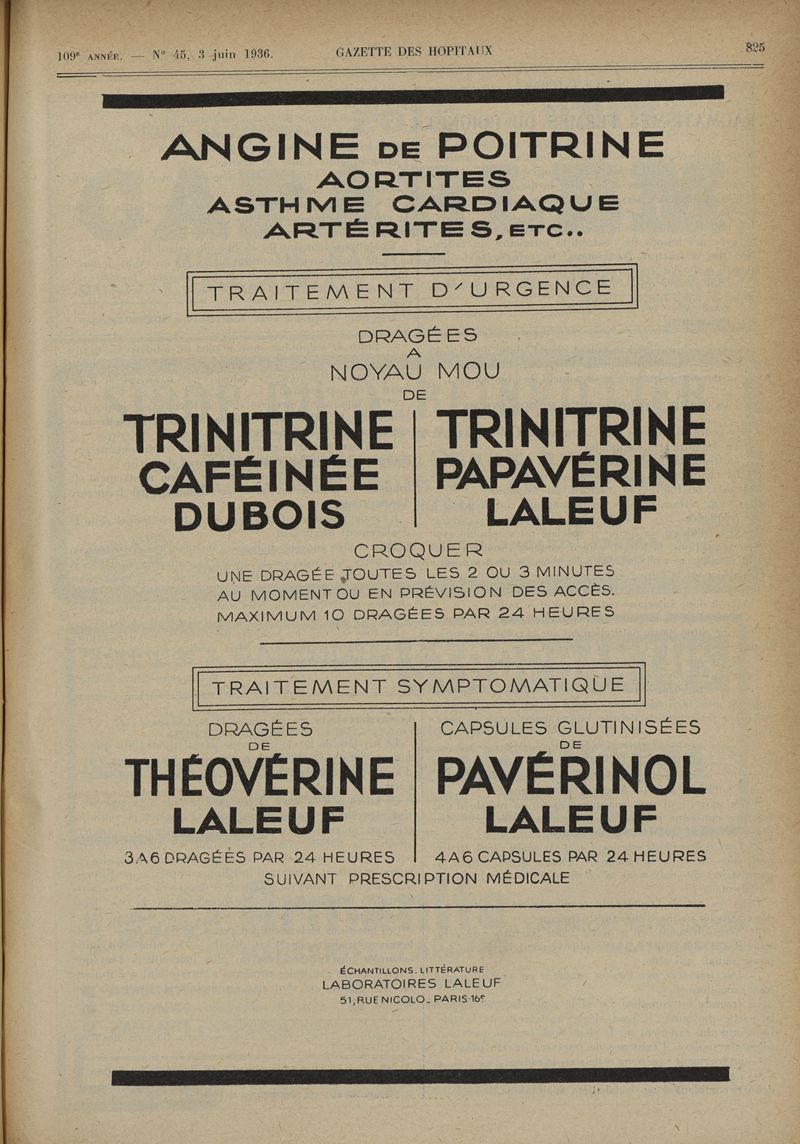 109e ANNÉE. — N° 45, 3 juin 1936. GAZETTE DES HOPITAUX 825
ANGINE DE POITRINE
AORTITES
ASTHME CARDIAQUE
ARTÉRITES, ETC..
TRAITEMENT D'URGENCE
DRAGÉES
A
NOYAU MOU
DE
TRINITRINE
CAFÉINÉE
DUBOIS
TRINITRINE
PAPAVÉRINE
LALEUF
CROQUER
UNE DRAGÉE TOUTES LES 2 OU 3 MINUTES
AU MOMENT OU EN PRÉVISION DES ACCÈS.
MAXIMUM 10 DRAGÉES PAR 24 HEURES
TRAITEMENT SYMPTOMATIQUE
DRAGÉES
DE
THÉOVÉRINE
LALEUF
3 A 6 DRAGÉES PAR 24 HEURES
CAPSULES GLUTINISÉES
DE
PAVÉRINOL
LALEUF
4 A 6 CAPSULES PAR 24 HEURES
SUIVANT PRESCRIPTION MÉDICALE
ÉCHANTILLONS. LITTÉRATURE
LABORATOIRES LALEUF
51, RUE NICOLO_ PARIS-16e